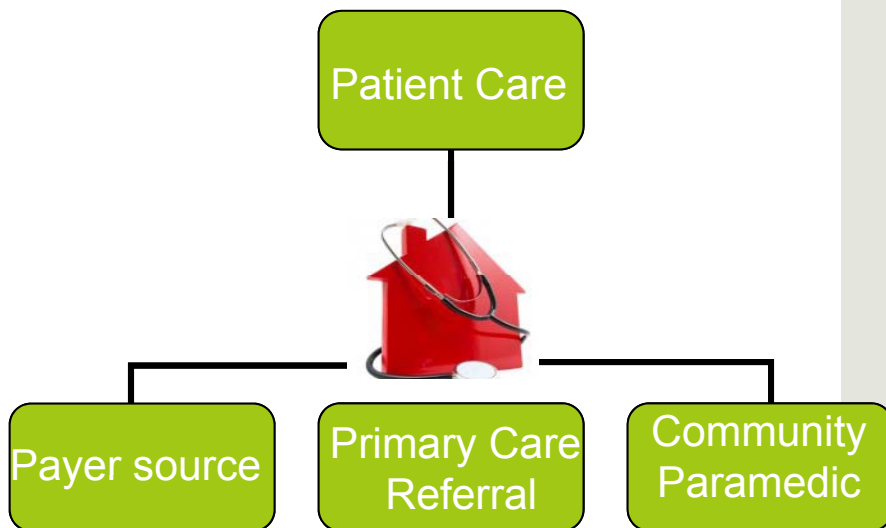 Patient Care
Payer source
Primary Care
Referral
Community
Paramedic